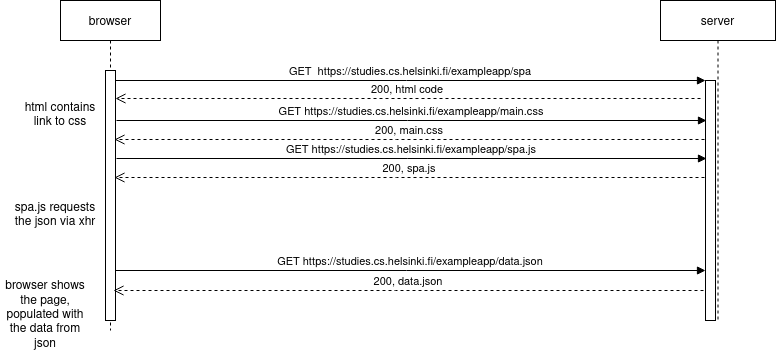 browser
server
GET  https://studies.cs.helsinki.fi/exampleapp/spa
200, html code
html contains
link to css
GET https://studies.cs.helsinki.fi/exampleapp/main.css
200, main.css
GET https://studies.cs.helsinki.fi/exampleapp/spa.js
200, spa.js
spa.js requests
the json via xhr
GET https://studies.cs.helsinki.fi/exampleapp/data.json
200, data.json
browser shows
the page,
populated with
the data from
json